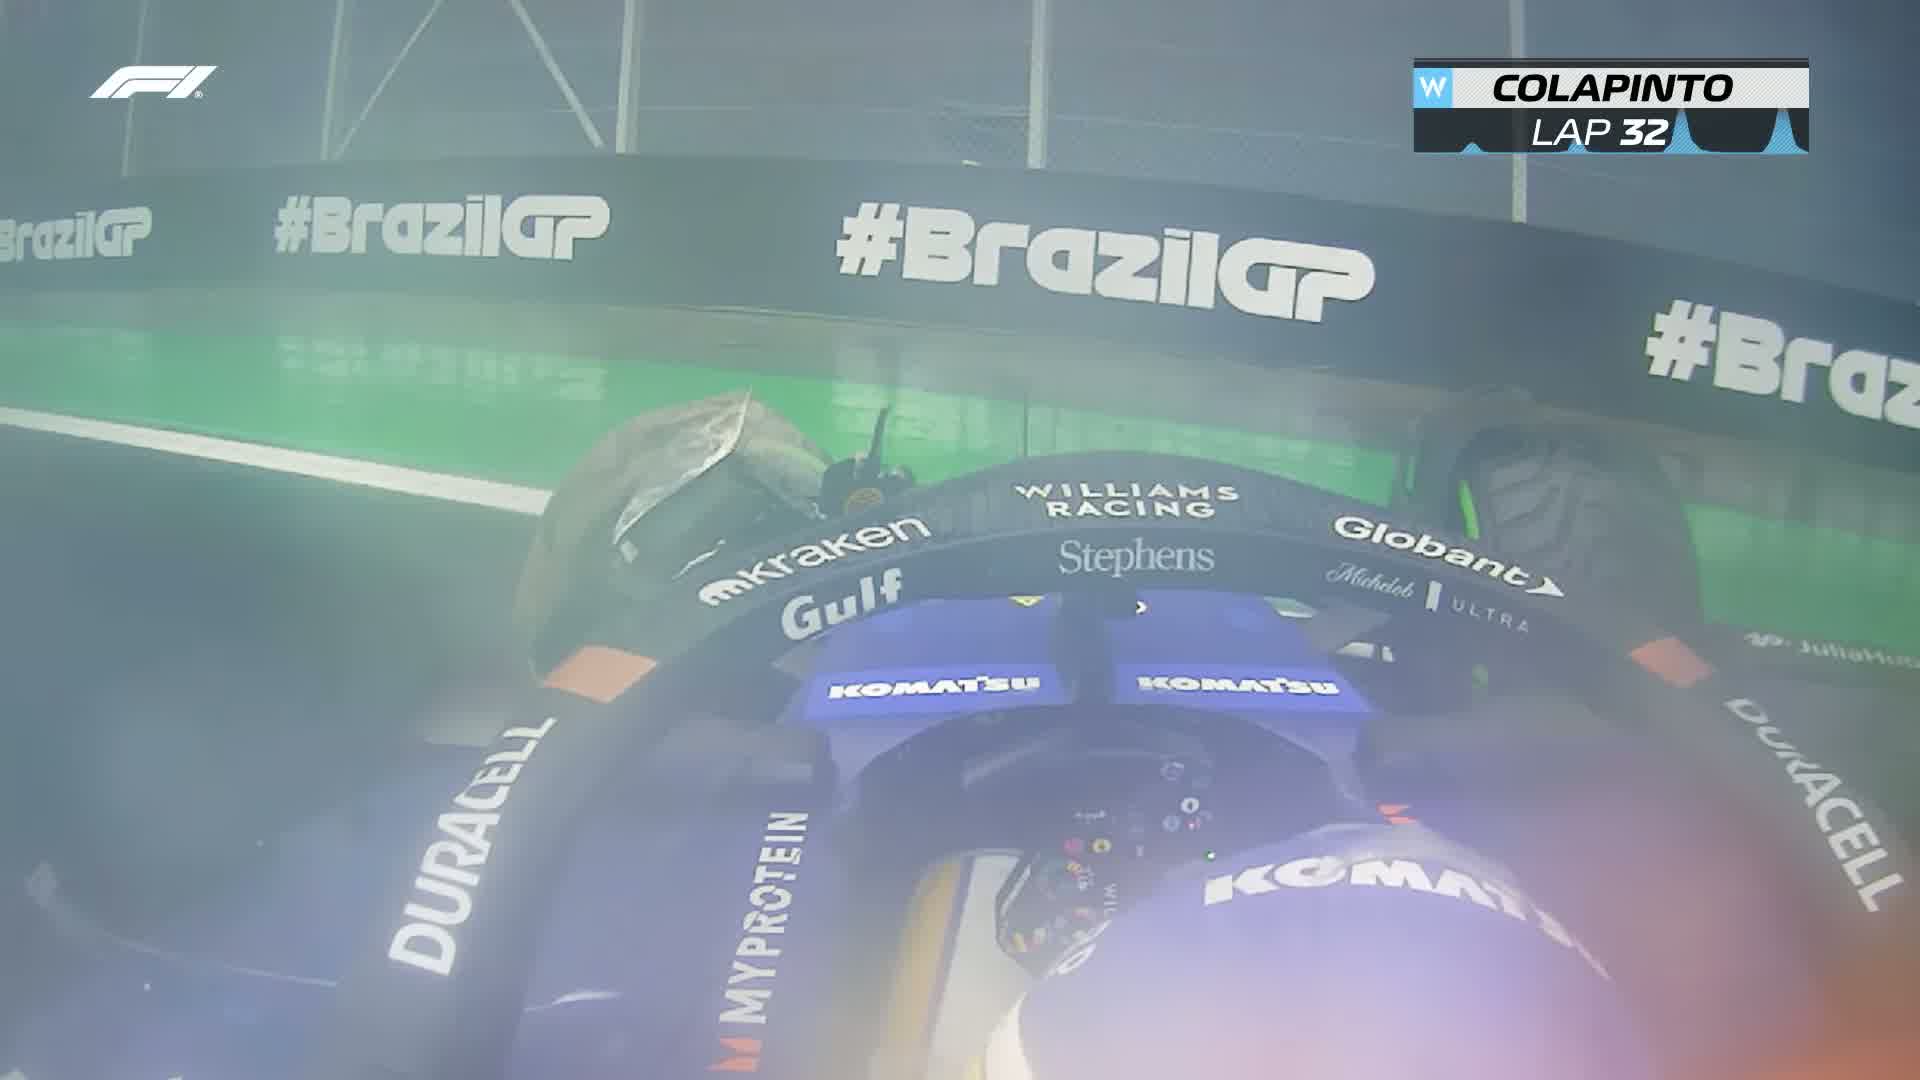 W COLAPINTO
LAP 32
#BrazilGP
#BrazilGP
#BrazilGP
#Braz
WILLIAMS
RACING
kraken
Globant
Stephens
Gulf
Michelob ULTRA
KOMATSU
KOMATSU
DURACELL
DURACELL
MYPROTEIN
KOMATSU